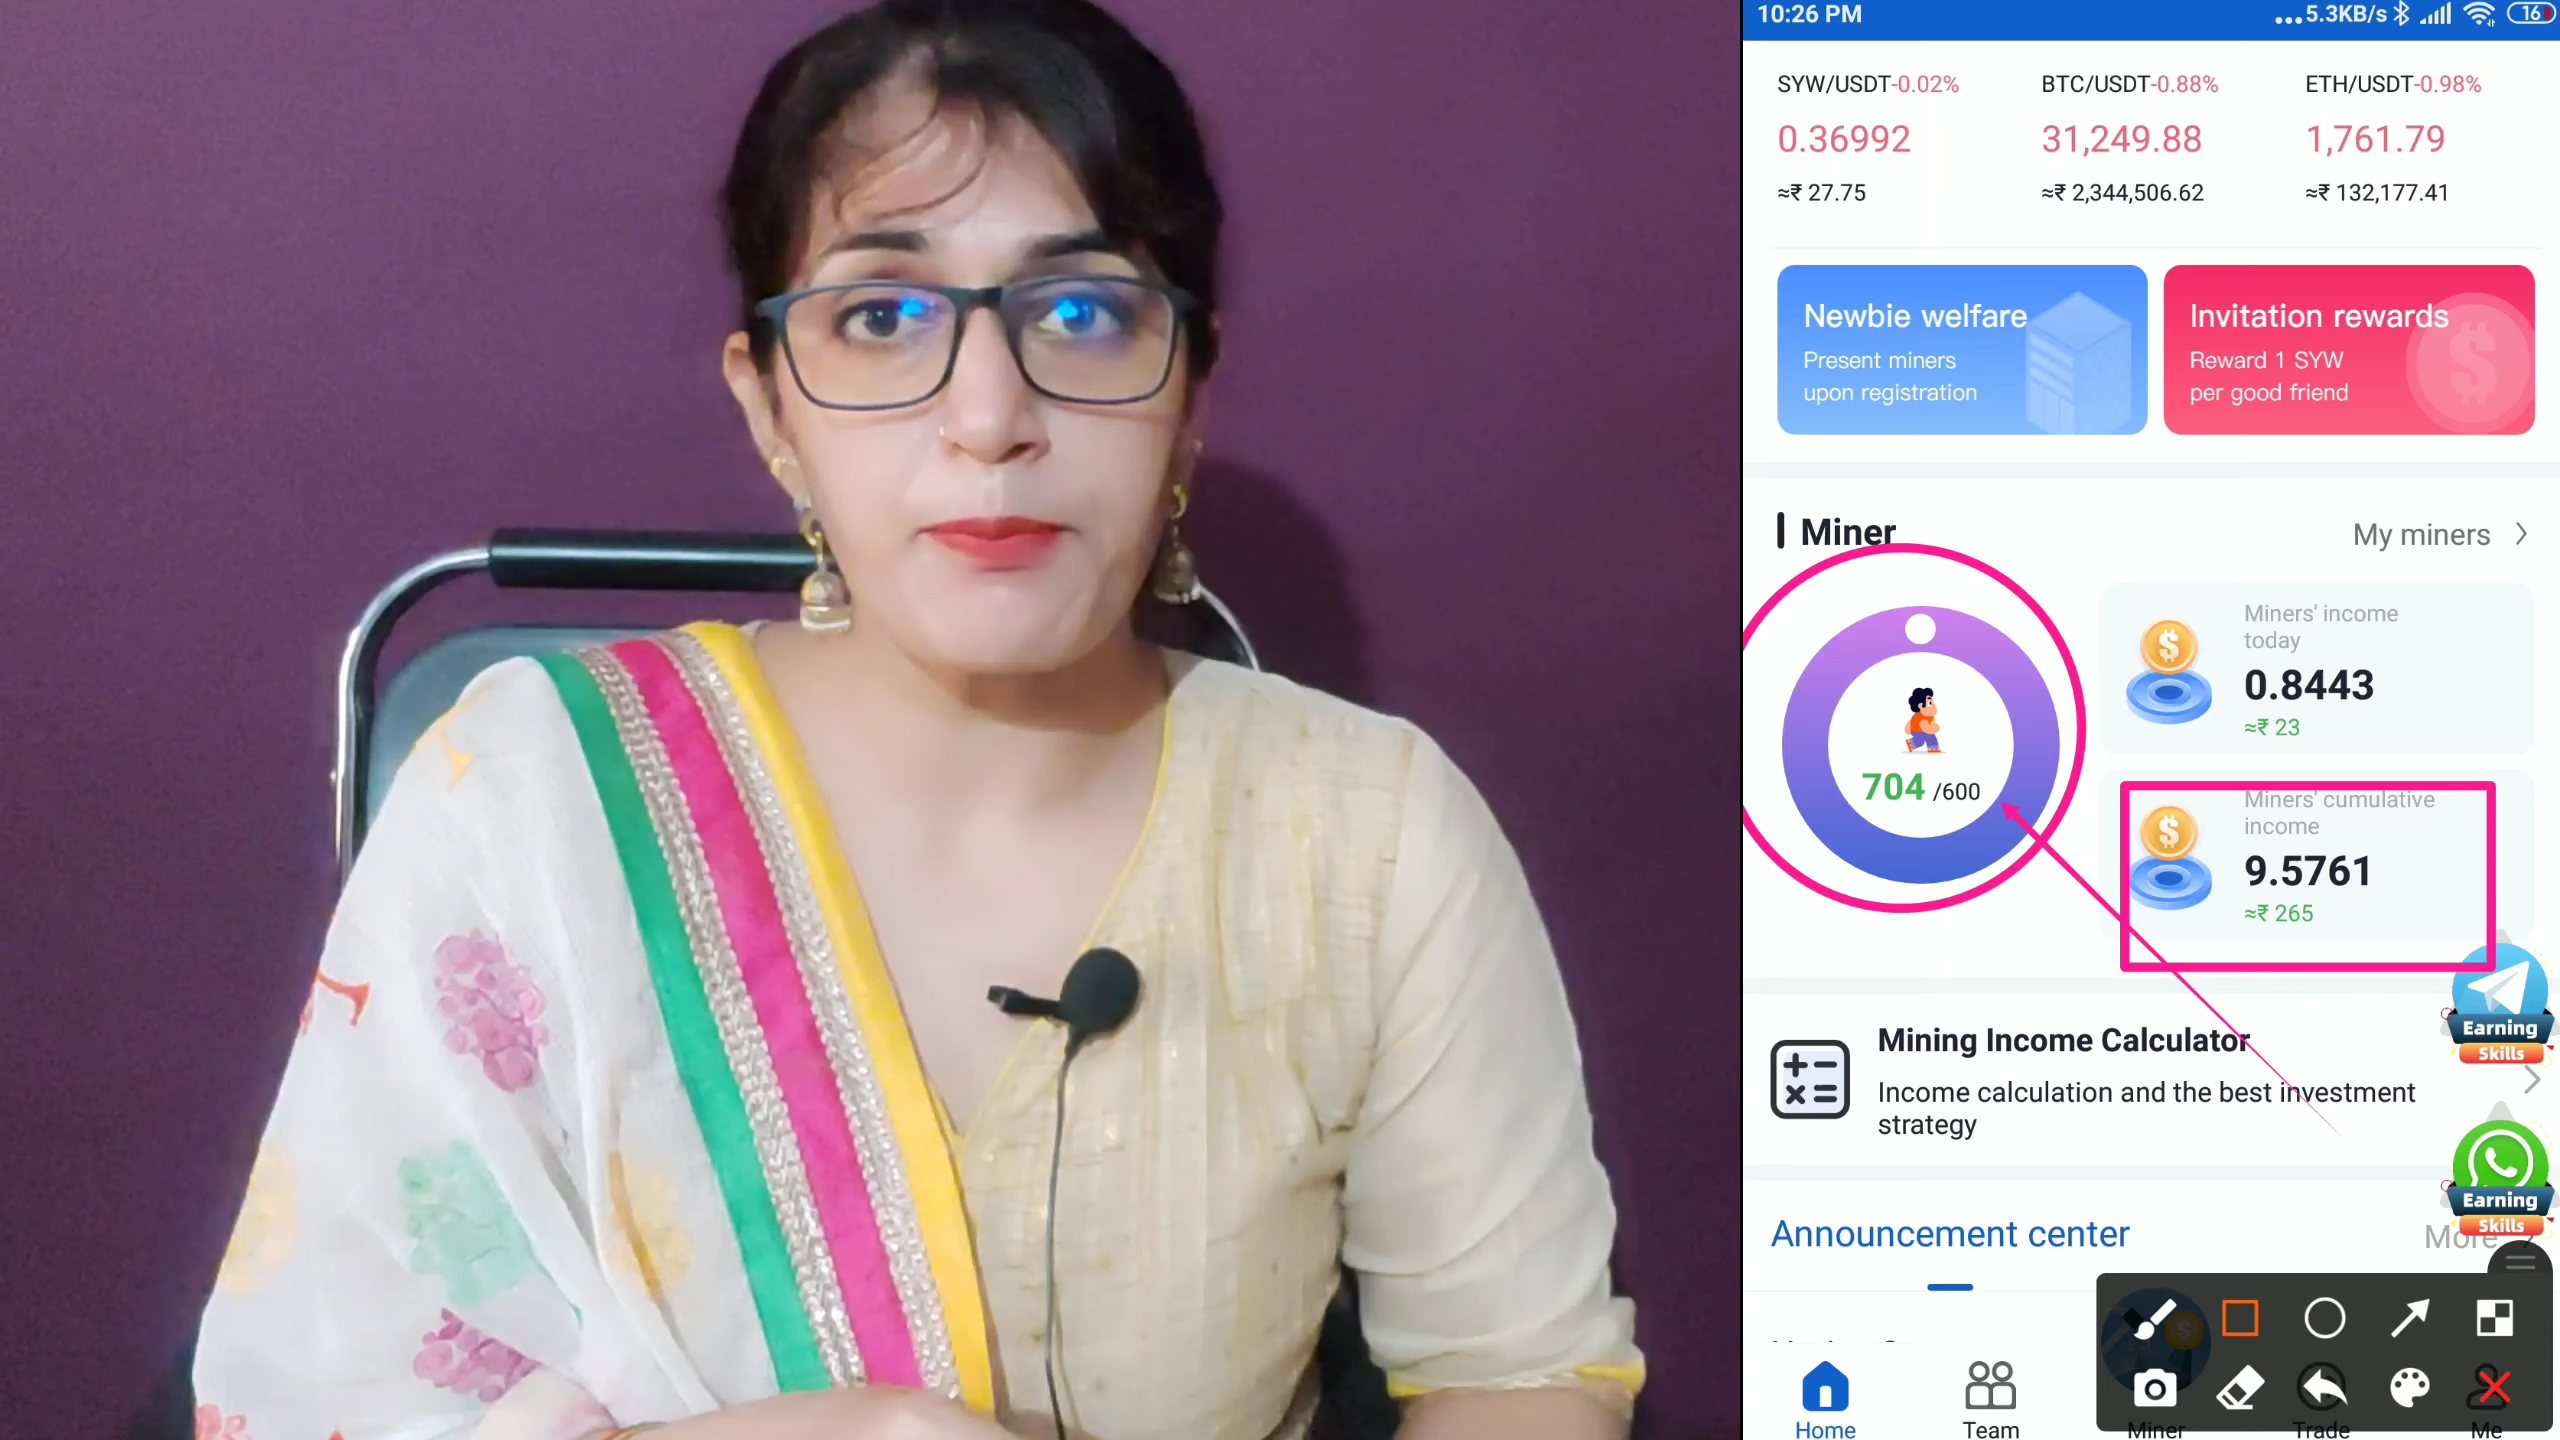 10:26 PM
...5.3KB/s
16
SYW/USDT-0.02%
BTC/USDT-0.88%
ETH/USDT-0.98%
0.36992
31,249.88
1,761.79
≈₹ 27.75
≈₹ 2,344,506.62
≈₹ 132,177.41
Newbie welfare
Present miners
upon registration
Invitation rewards
Reward 1 SYW
per good friend
Miner
My miners
704 /600
Miners' income
today
0.8443
≈₹ 23
Miners' cumulative
income
9.5761
≈₹ 265
Earning
Skills
Mining Income Calculator
Income calculation and the best investment
strategy
Earning
Skills
Announcement center
More
Home
Team
Miner
Trade
Me